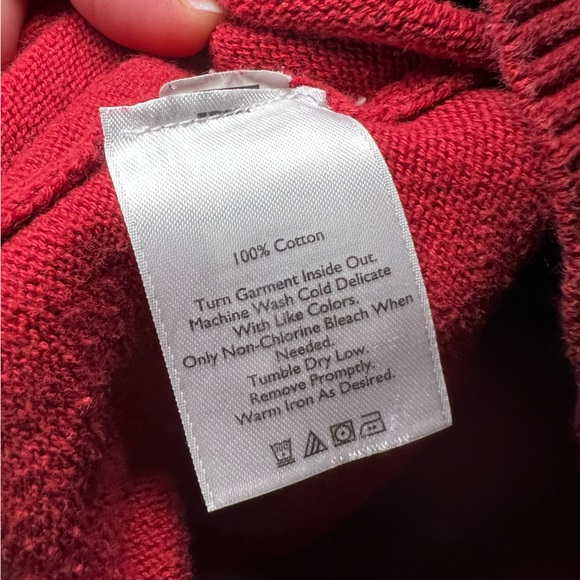 100% Cotton
Turn Garment Inside Out.
Machine Wash Cold Delicate
With Like Colors.
Only Non-Chlorine Bleach When
Needed.
Tumble Dry Low.
Remove Promptly.
Warm Iron As Desired.